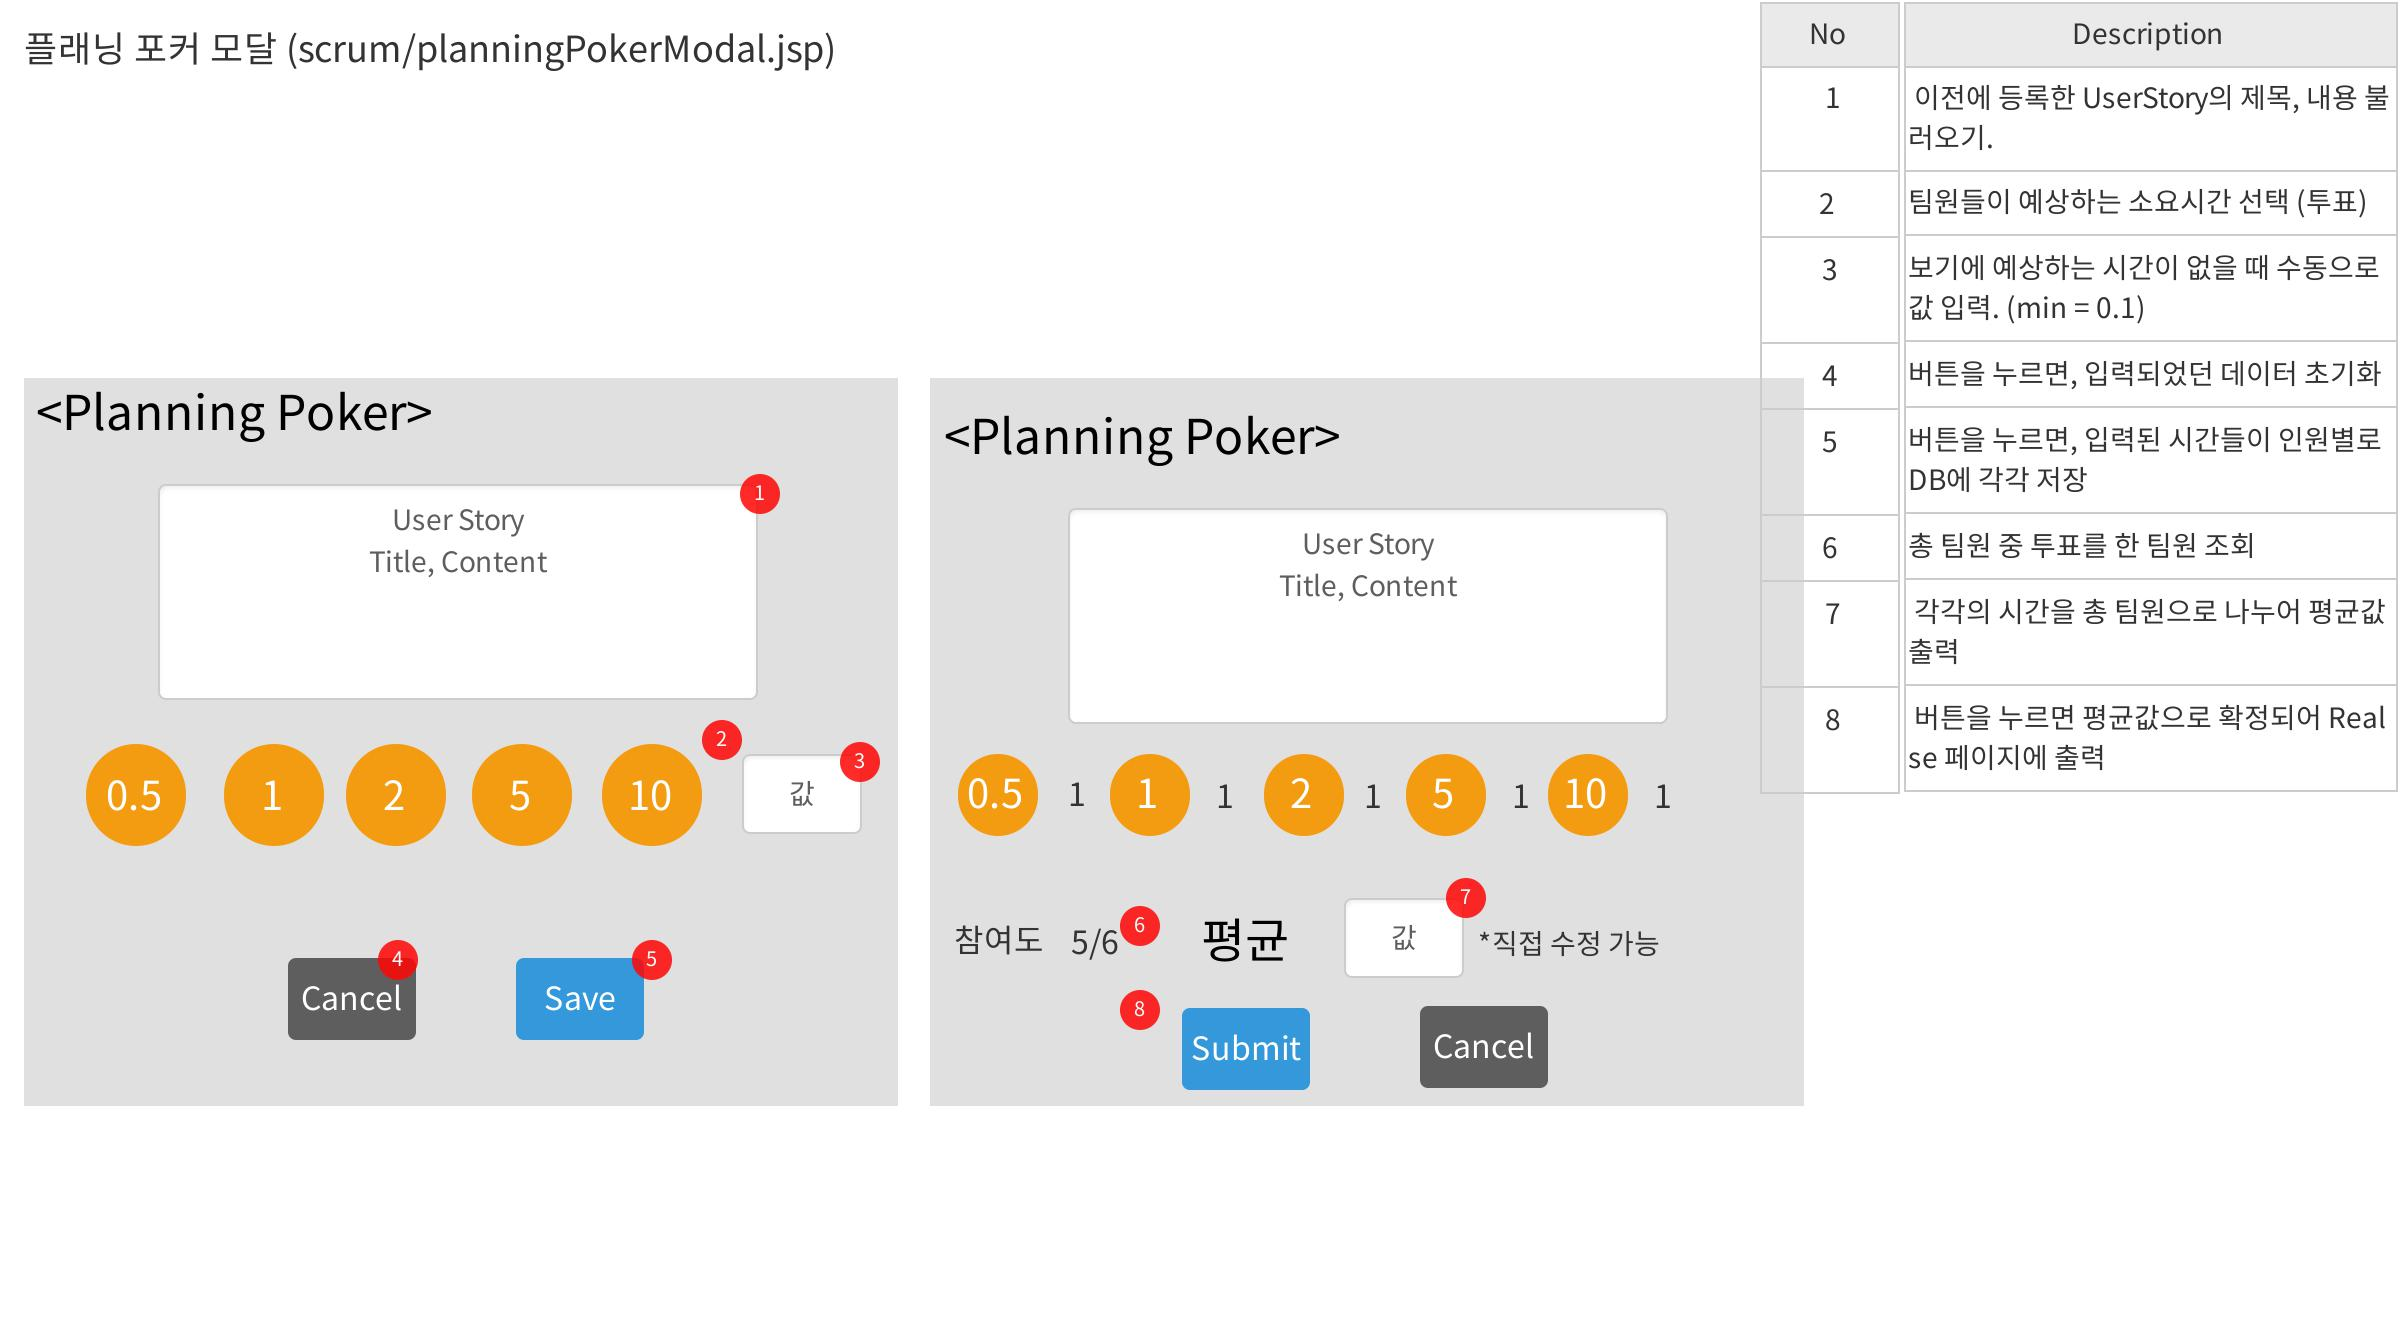 플래닝 포커 모달 (scrum/planningPokerModal.jsp)
<Planning Poker>
1
User Story
Title, Content
0.5
1
2
5
10
2
값
3
Cancel
4
Save
5
<Planning Poker>
User Story
Title, Content
0.5 1 1 1 2 1 5 1 10 1
참여도 5/6
6
평균
값
7
*직접 수정 가능
8
Submit
Cancel
No Description
1 이전에 등록한 UserStory의 제목, 내용 불
러오기.
2 팀원들이 예상하는 소요시간 선택 (투표)
3 보기에 예상하는 시간이 없을 때 수동으로
값 입력. (min = 0.1)
4 버튼을 누르면, 입력되었던 데이터 초기화
5 버튼을 누르면, 입력된 시간들이 인원별로
DB에 각각 저장
6 총 팀원 중 투표를 한 팀원 조회
7 각각의 시간을 총 팀원으로 나누어 평균값
출력
8 버튼을 누르면 평균값으로 확정되어 Real
se 페이지에 출력